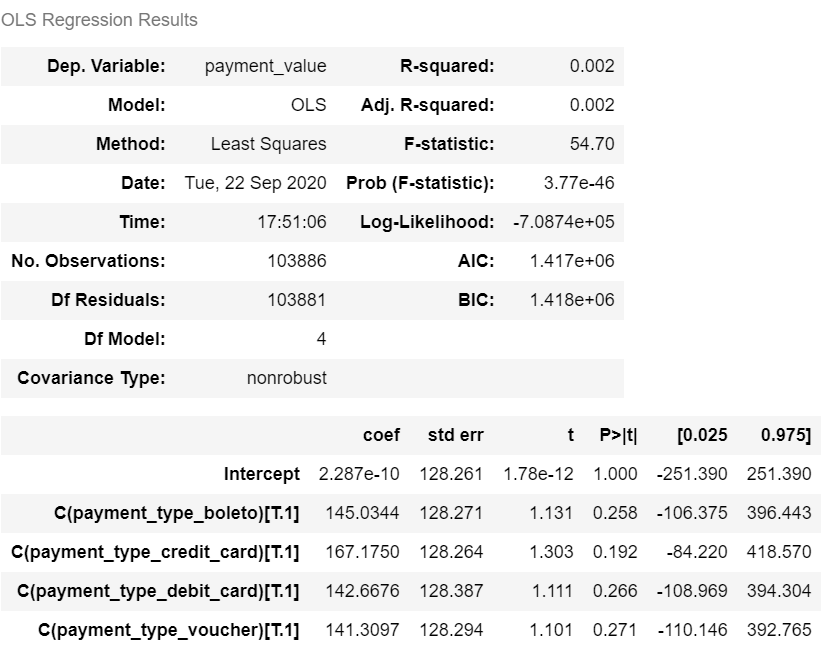 OLS Regression Results
Dep. Variable: payment_value R-squared: 0.002
Model: OLS Adj. R-squared: 0.002
Method: Least Squares F-statistic: 54.70
Date: Tue, 22 Sep 2020 Prob (F-statistic): 3.77e-46
Time: 17:51:06 Log-Likelihood: -7.0874e+05
No. Observations: 103886 AIC: 1.417e+06
Df Residuals: 103881 BIC: 1.418e+06
Df Model: 4
Covariance Type: nonrobust
coef std err t P>|t| [0.025 0.975]
Intercept 2.287e-10 128.261 1.78e-12 1.000 -251.390 251.390
C(payment_type_boleto)[T.1] 145.0344 128.271 1.131 0.258 -106.375 396.443
C(payment_type_credit_card)[T.1] 167.1750 128.264 1.303 0.192 -84.220 418.570
C(payment_type_debit_card)[T.1] 142.6676 128.387 1.111 0.266 -108.969 394.304
C(payment_type_voucher)[T.1] 141.3097 128.294 1.101 0.271 -110.146 392.765